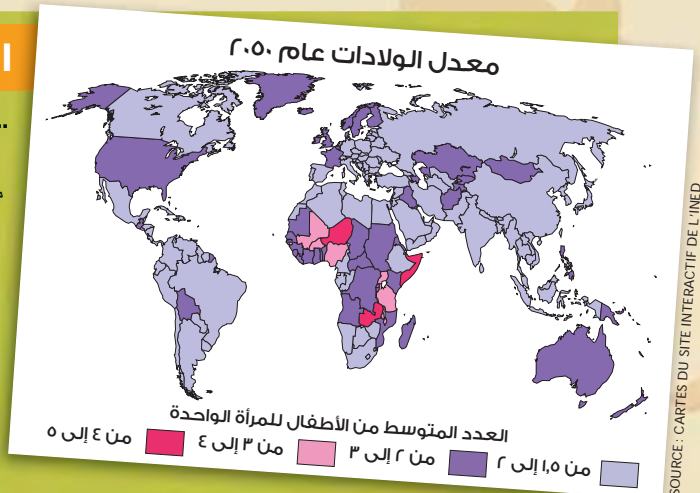 معدل الولادات عام ٢٠٥٠
العدد المتوسط من الأطفال للمرأة الواحدة
من ١,٥ إلى ٢
من ٢ إلى ٣
من ٣ إلى ٤
من ٤ إلى ٥
SOURCE : CARTES DU SITE INTERACTIF DE L'INED